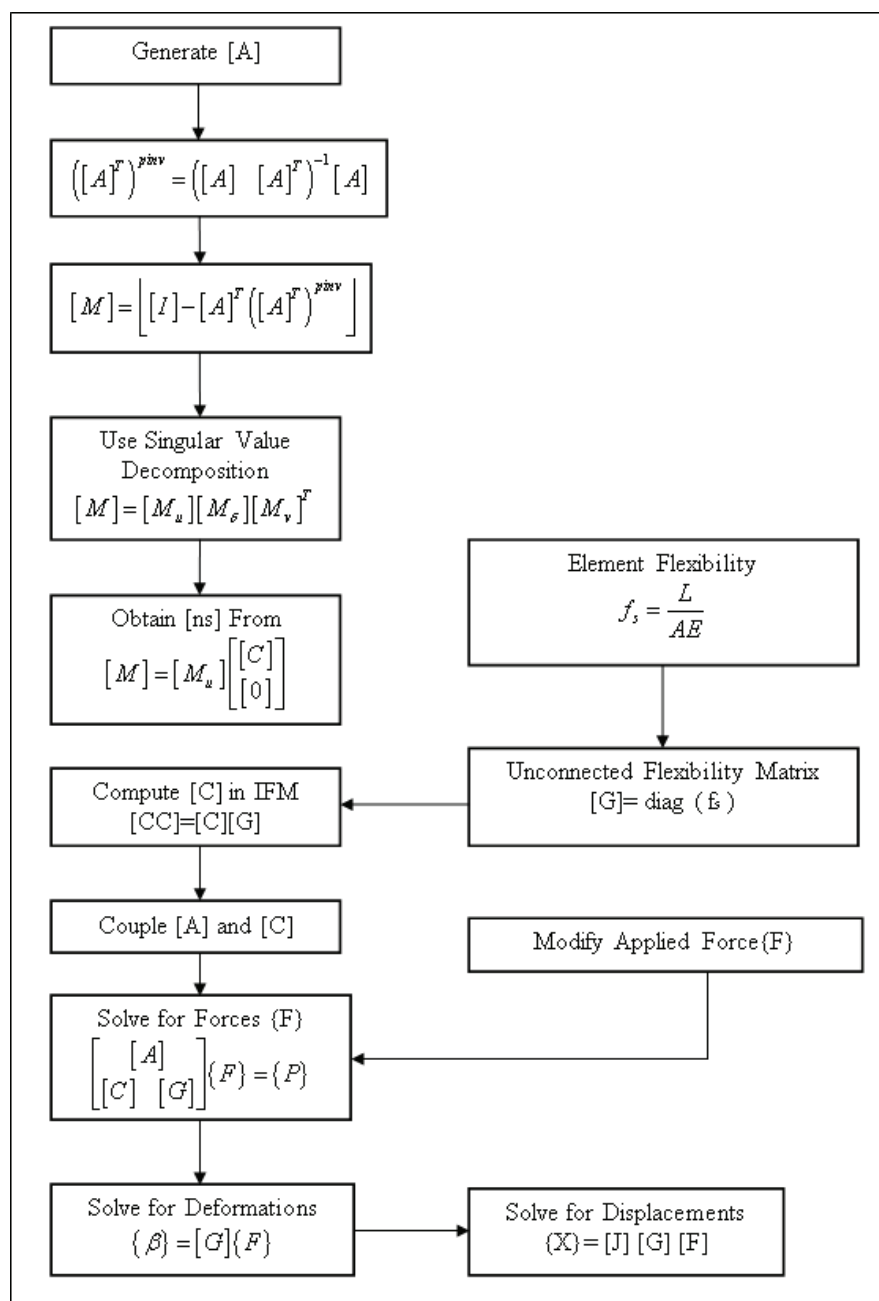 Generate [A]
([A]^T)^pinv = ([A] [A]^T)^-1 [A]
[M] = ⌊[I] − [A]^T ([A]^T)^pinv⌋
Use Singular Value
Decomposition
[M] = [M_u][M_σ][M_v]^T
Obtain [ns] From
[M] = [M_u] [[C]
[0]]
Element Flexibility
f_s = L
AE
Unconnected Flexibility Matrix
[G]= diag (fs)
Compute [C] in IFM
[CC]=[C][G]
Couple [A] and [C]
Modify Applied Force{F}
Solve for Forces {F}
[[A]
[C] [G]] {F} = {P}
Solve for Deformations
{β} = [G]{F}
Solve for Displacements
{X}= [J] [G] [F]